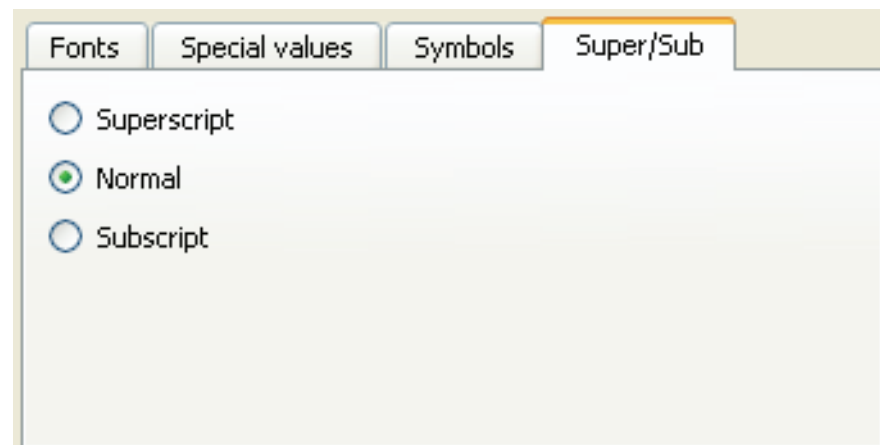 Fonts Special values Symbols Super/Sub
Superscript
Normal
Subscript